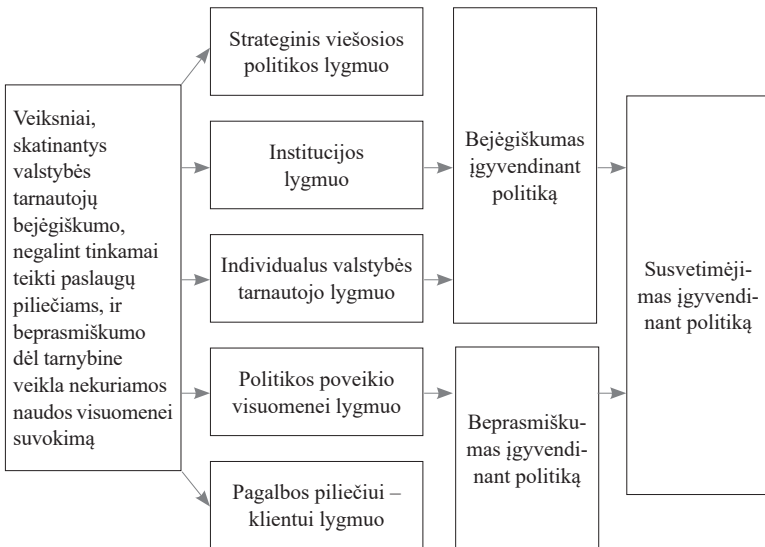 Veiksniai,
skatinantys
valstybės
tarnautojų
bejėgiškumo,
negalint tinkamai
teikti paslaugų
piliečiams, ir
beprasmiškumo
dėl tarnybine
veikla nekuriamos
naudos visuomenei
suvokimą
Strateginis viešosios
politikos lygmuo
Institucijos
lygmuo
Individualus valstybės
tarnautojo lygmuo
Politikos poveikio
visuomenei lygmuo
Pagalbos piliečiui –
klientui lygmuo
Bejėgiškumas
įgyvendinant
politiką
Beprasmišku-
mas įgyvendi-
nant politiką
Susvetimėji-
mas įgyvendi-
nant politiką